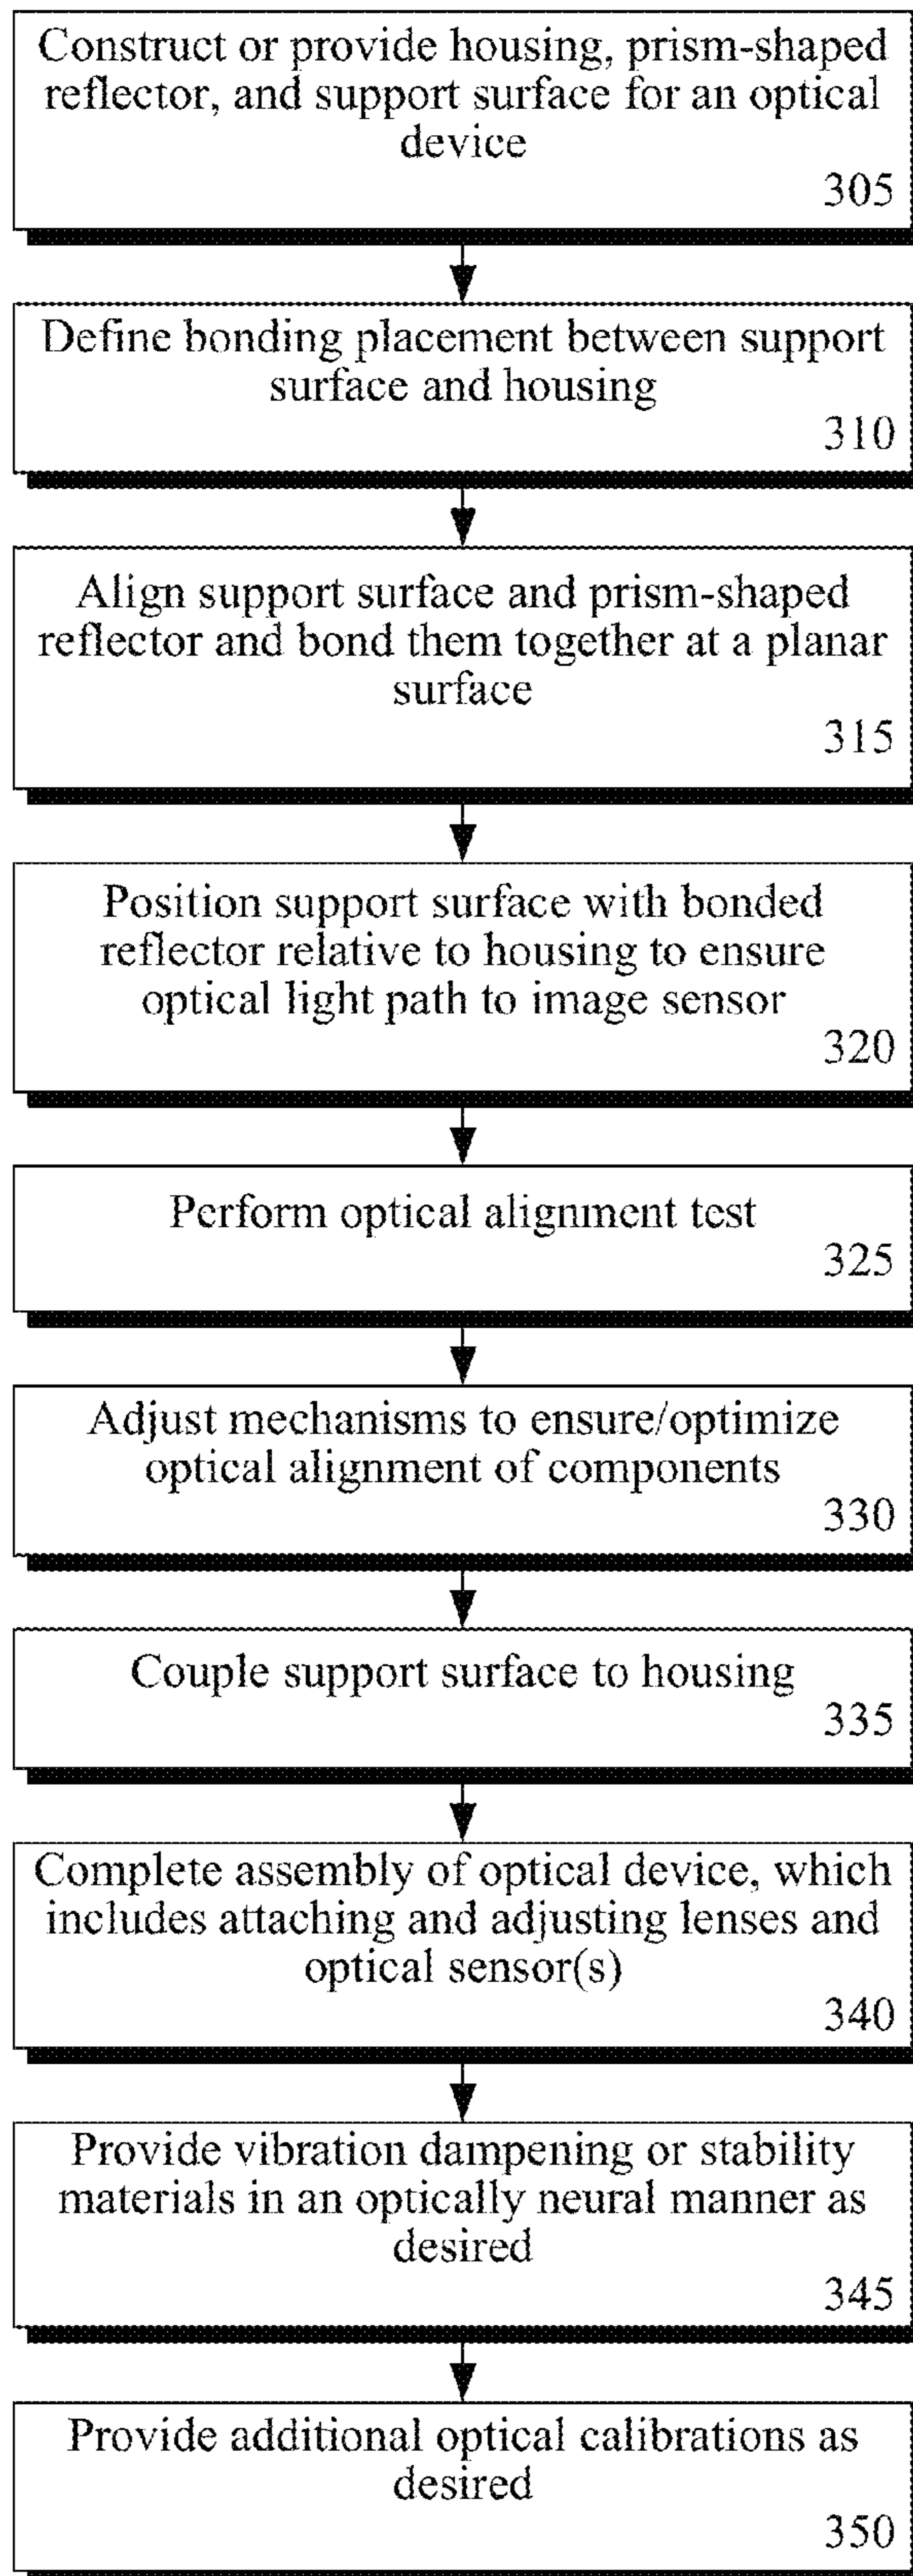 Construct or provide housing, prism-shaped
reflector, and support surface for an optical
device
305
Define bonding placement between support
surface and housing
310
Align support surface and prism-shaped
reflector and bond them together at a planar
surface
315
Position support surface with bonded
reflector relative to housing to ensure
optical light path to image sensor
320
Perform optical alignment test
325
Adjust mechanisms to ensure/optimize
optical alignment of components
330
Couple support surface to housing
335
Complete assembly of optical device, which
includes attaching and adjusting lenses and
optical sensor(s)
340
Provide vibration dampening or stability
materials in an optically neural manner as
desired
345
Provide additional optical calibrations as
desired
350